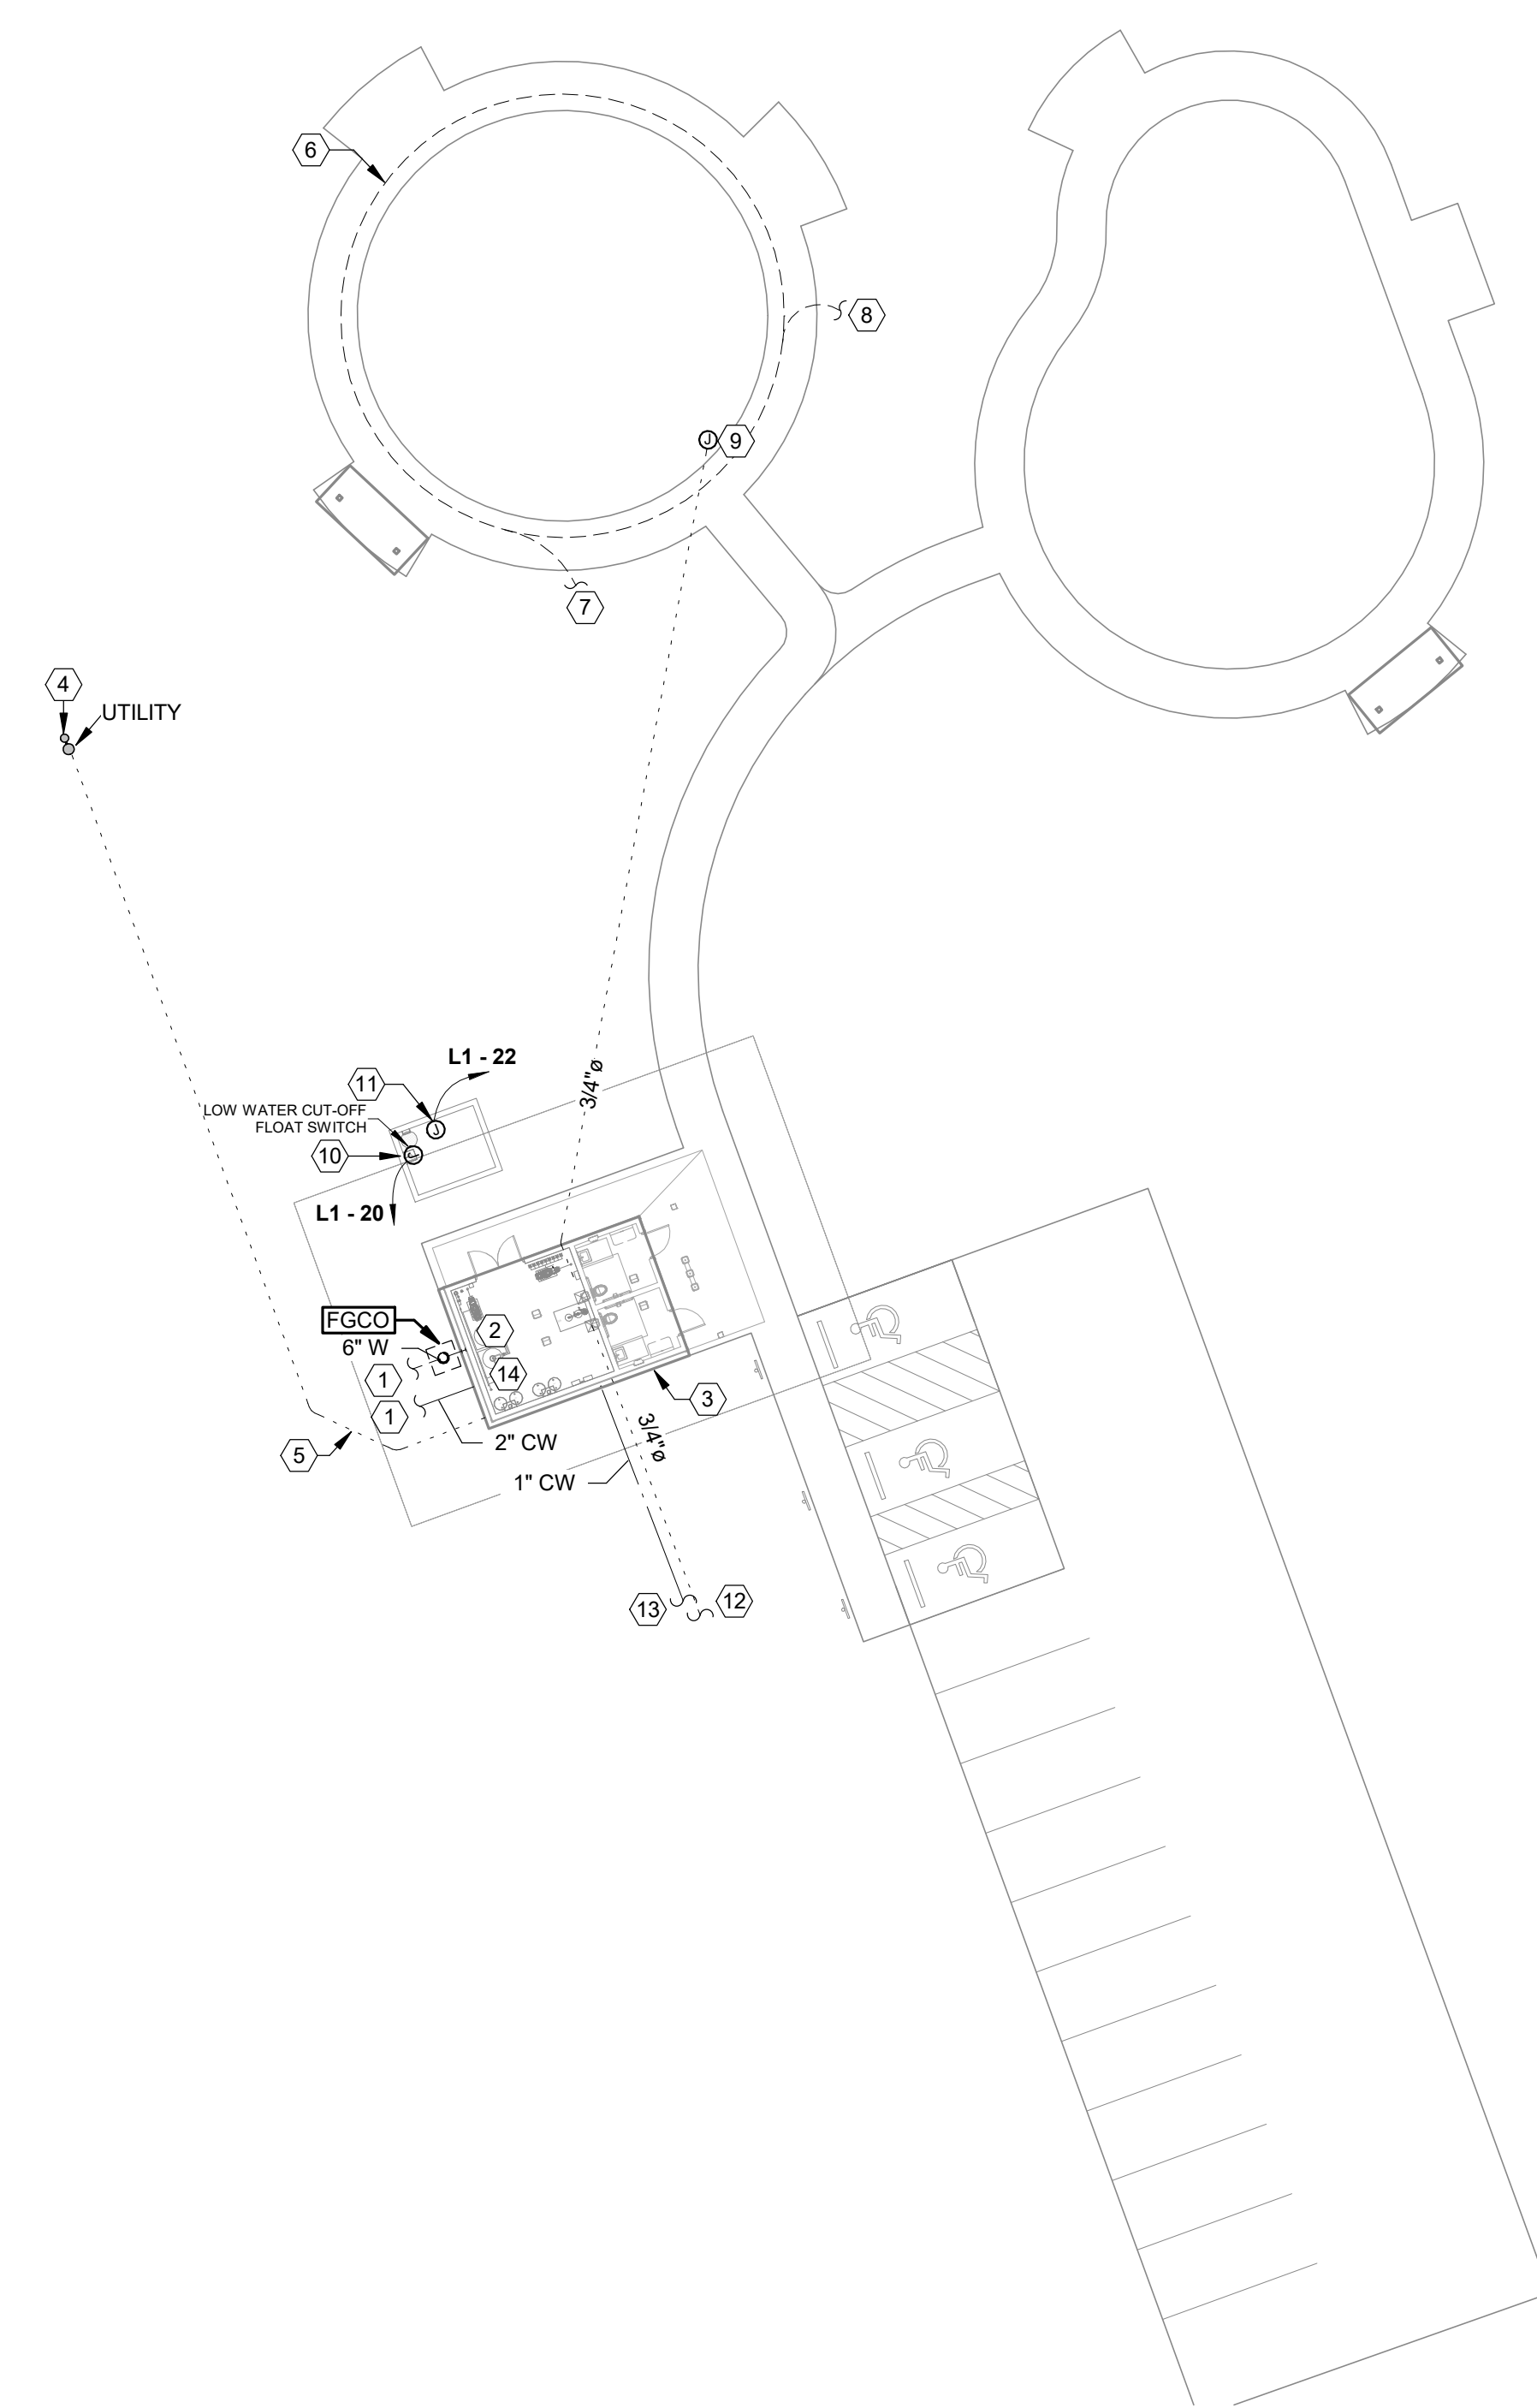 6
8
J
9
7
4
UTILITY
L1 - 22
11
3/4"ø
LOW WATER CUT-OFF
FLOAT SWITCH
J
10
J
L1 - 20
FGCO
2
6" W
14
1
3
1
2" CW
3/4"ø
5
1" CW
13
12